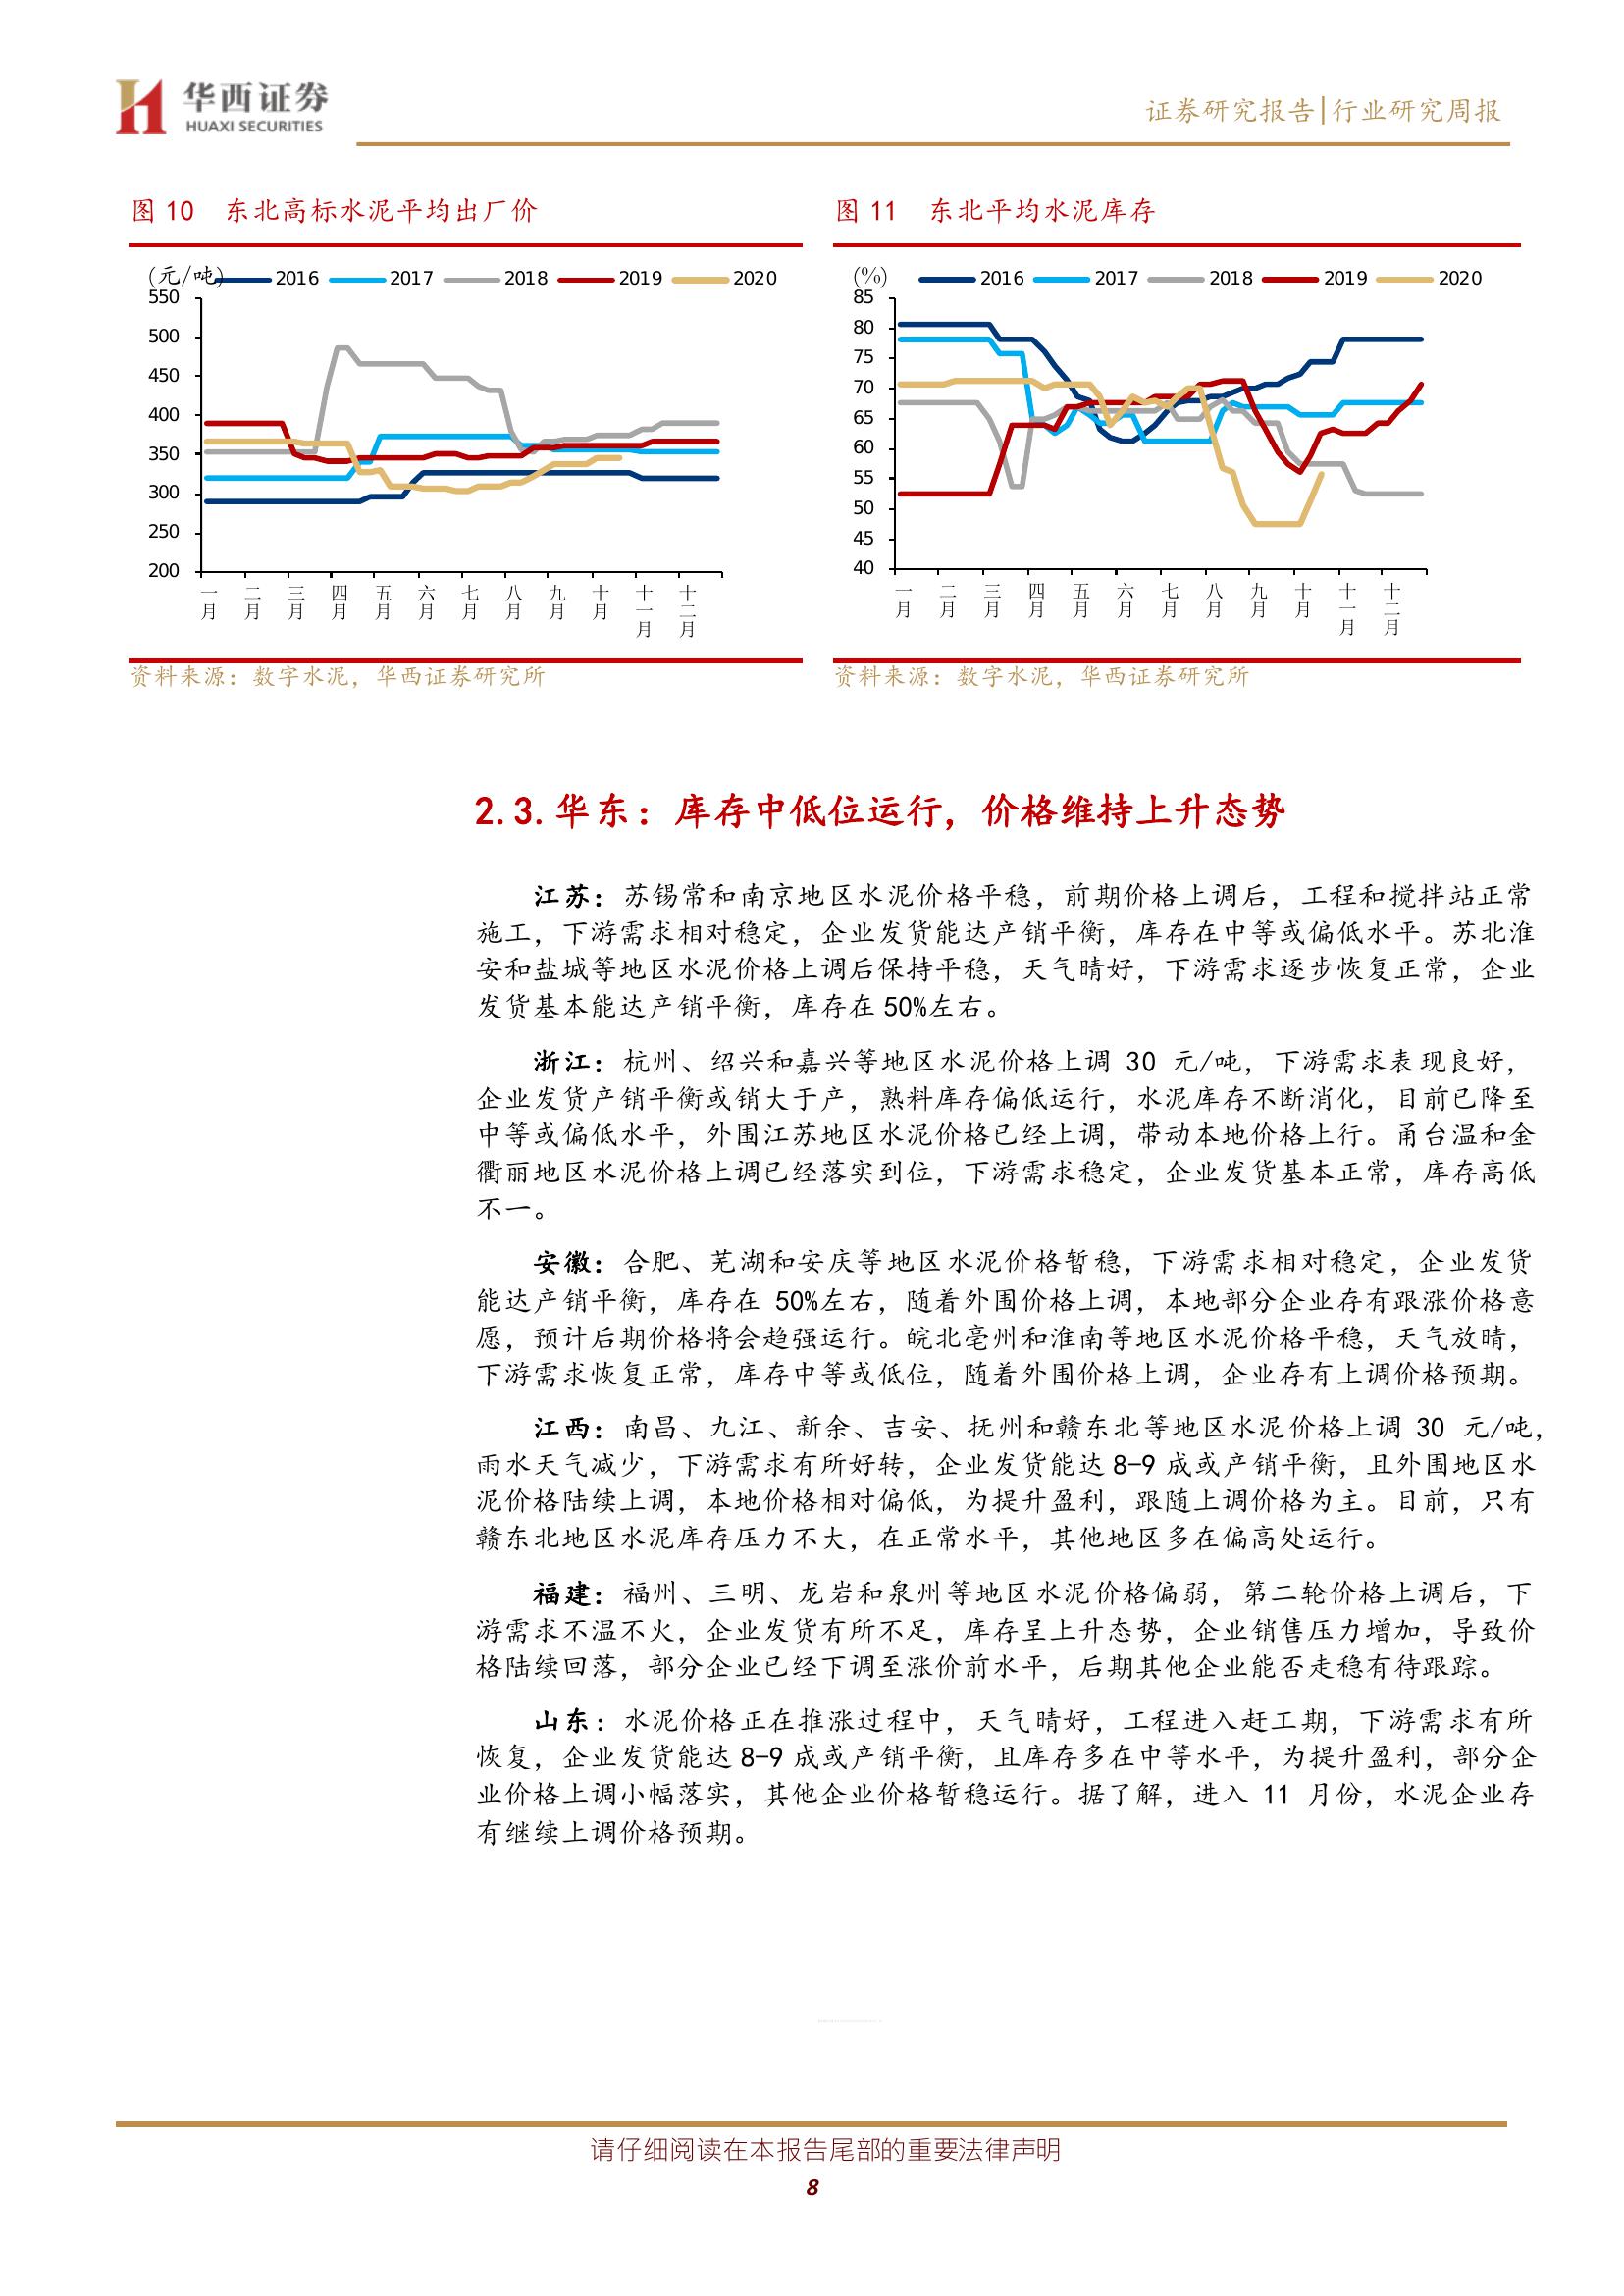 华西证券
HUAXI SECURITIES
证券研究报告|行业研究周报
图 10 东北高标水泥平均出厂价
(元/吨)
2016 2017 2018 2019 2020
550
500
450
400
350
300
250
200
一月 二月 三月 四月 五月 六月 七月 八月 九月 十月 十一月 十二月
资料来源：数字水泥，华西证券研究所
图 11 东北平均水泥库存
(%)
2016 2017 2018 2019 2020
85
80
75
70
65
60
55
50
45
40
一月 二月 三月 四月 五月 六月 七月 八月 九月 十月 十一月 十二月
资料来源：数字水泥，华西证券研究所
2.3.华东：库存中低位运行，价格维持上升态势
江苏：苏锡常和南京地区水泥价格平稳，前期价格上调后，工程和搅拌站正常
施工，下游需求相对稳定，企业发货能达产销平衡，库存在中等或偏低水平。苏北淮
安和盐城等地区水泥价格上调后保持平稳，天气晴好，下游需求逐步恢复正常，企业
发货基本能达产销平衡，库存在 50%左右。
浙江：杭州、绍兴和嘉兴等地区水泥价格上调 30 元/吨，下游需求表现良好，
企业发货产销平衡或销大于产，熟料库存偏低运行，水泥库存不断消化，目前已降至
中等或偏低水平，外围江苏地区水泥价格已经上调，带动本地价格上行。甬台温和金
衢丽地区水泥价格上调已经落实到位，下游需求稳定，企业发货基本正常，库存高低
不一。
安徽：合肥、芜湖和安庆等地区水泥价格暂稳，下游需求相对稳定，企业发货
能达产销平衡，库存在 50%左右，随着外围价格上调，本地部分企业存有跟涨价格意
愿，预计后期价格将会趋强运行。皖北亳州和淮南等地区水泥价格平稳，天气放晴，
下游需求恢复正常，库存中等或低位，随着外围价格上调，企业存有上调价格预期。
江西：南昌、九江、新余、吉安、抚州和赣东北等地区水泥价格上调 30 元/吨，
雨水天气减少，下游需求有所好转，企业发货能达 8-9 成或产销平衡，且外围地区水
泥价格陆续上调，本地价格相对偏低，为提升盈利，跟随上调价格为主。目前，只有
赣东北地区水泥库存压力不大，在正常水平，其他地区多在偏高处运行。
福建：福州、三明、龙岩和泉州等地区水泥价格偏弱，第二轮价格上调后，下
游需求不温不火，企业发货有所不足，库存呈上升态势，企业销售压力增加，导致价
格陆续回落，部分企业已经下调至涨价前水平，后期其他企业能否走稳有待跟踪。
山东：水泥价格正在推涨过程中，天气晴好，工程进入赶工期，下游需求有所
恢复，企业发货能达 8-9 成或产销平衡，且库存多在中等水平，为提升盈利，部分企
业价格上调小幅落实，其他企业价格暂稳运行。据了解，进入 11 月份，水泥企业存
有继续上调价格预期。
请仔细阅读在本报告尾部的重要法律声明
8